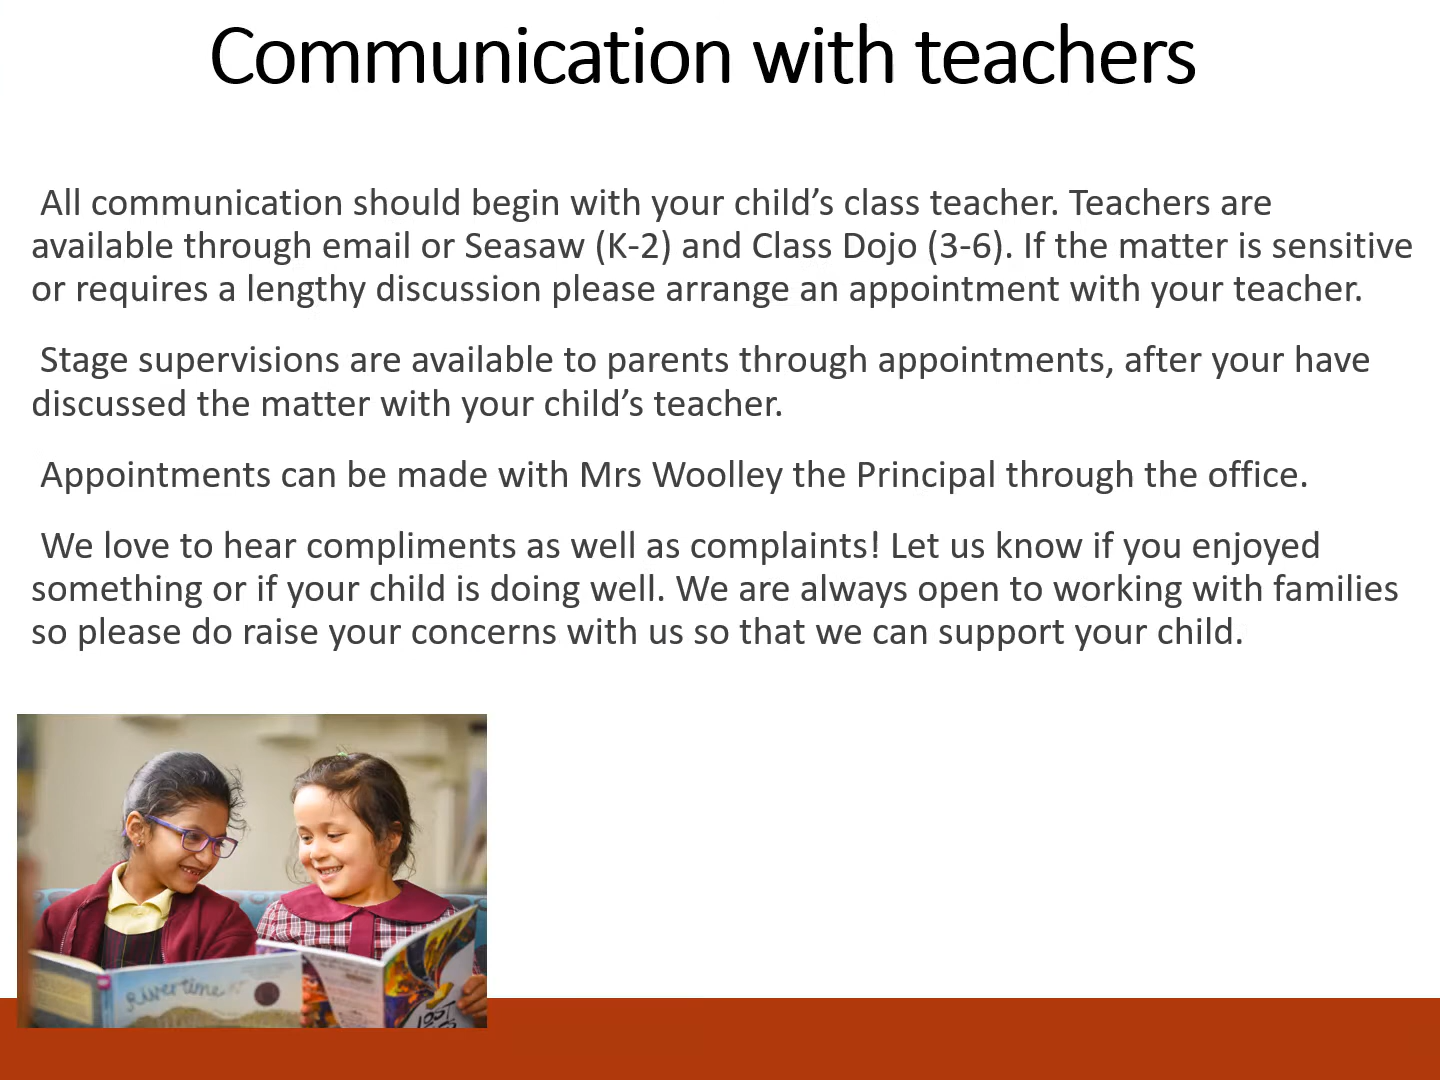 Communication with teachers
All communication should begin with your child’s class teacher. Teachers are
available through email or Seasaw (K-2) and Class Dojo (3-6). If the matter is sensitive
or requires a lengthy discussion please arrange an appointment with your teacher.
Stage supervisions are available to parents through appointments, after your have
discussed the matter with your child’s teacher.
Appointments can be made with Mrs Woolley the Principal through the office.
We love to hear compliments as well as complaints! Let us know if you enjoyed
something or if your child is doing well. We are always open to working with families
so please do raise your concerns with us so that we can support your child.
Rivertime